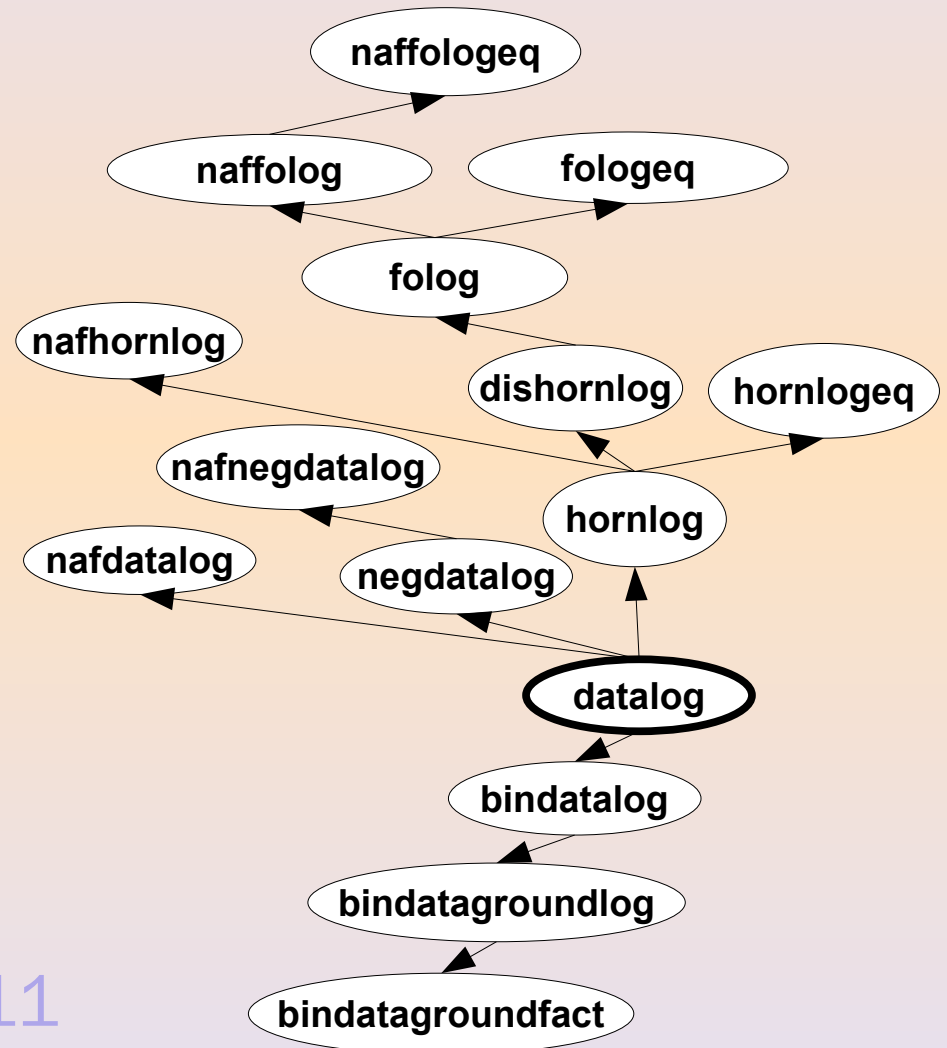 naffologeq
naffolog
fologeq
folog
nafhornlog
dishornlog
hornlogeq
nafnegdatalog
hornlog
nafdatalog
negdatalog
datalog
bindatalog
bindatagroundlog
bindatagroundfact
11